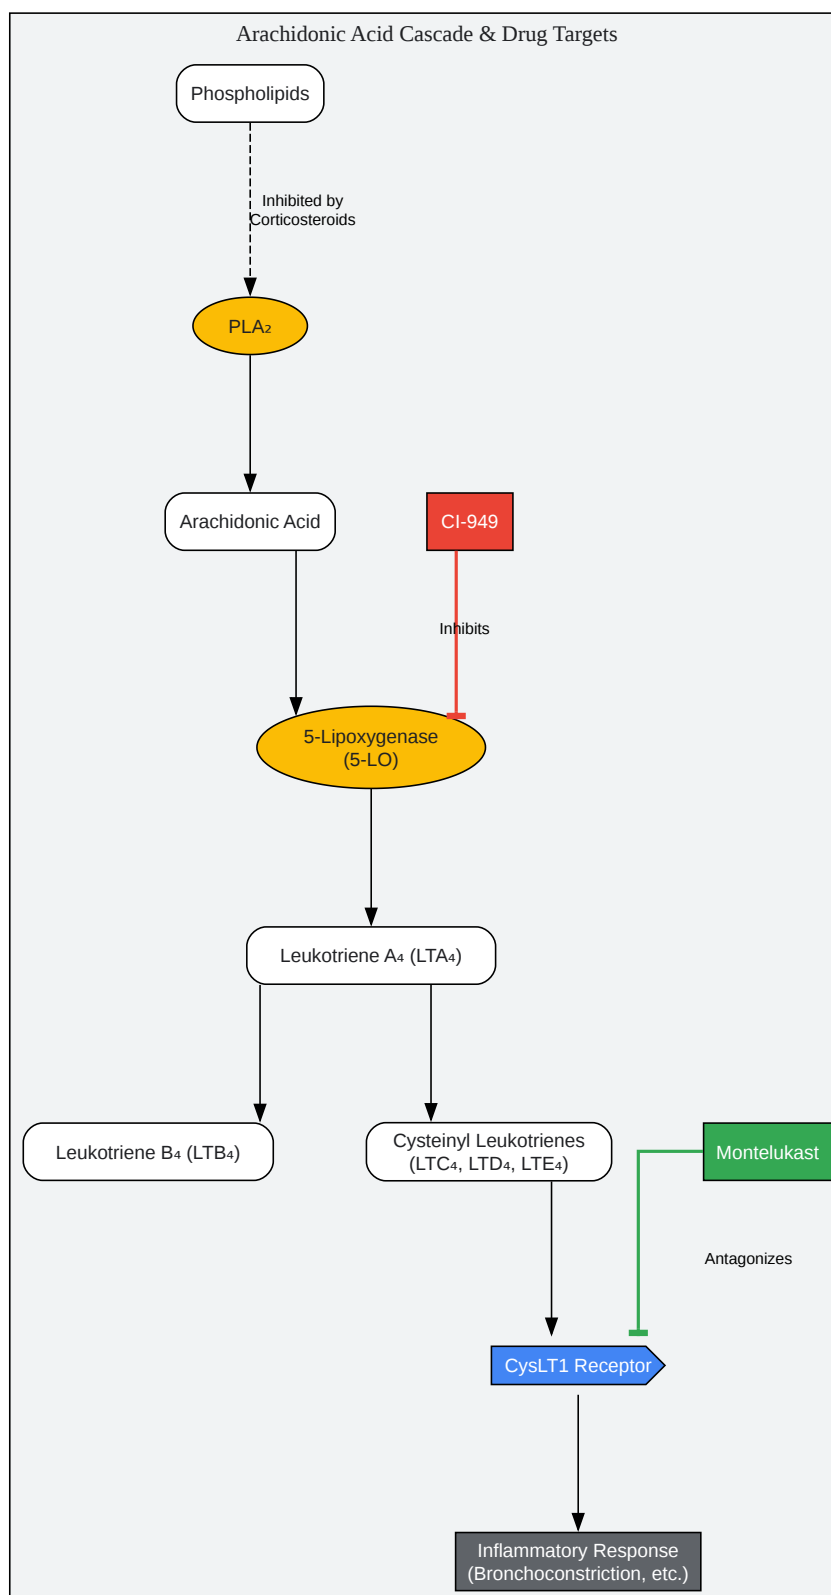 Arachidonic Acid Cascade & Drug Targets
Phospholipids
Inhibited by
Corticosteroids
PLA₂
Arachidonic Acid
CI-949
Inhibits
5-Lipoxygenase
(5-LO)
Leukotriene A₄ (LTA₄)
Leukotriene B₄ (LTB₄)
Cysteinyl Leukotrienes
(LTC₄, LTD₄, LTE₄)
Montelukast
Antagonizes
CysLT1 Receptor
Inflammatory Response
(Bronchoconstriction, etc.)